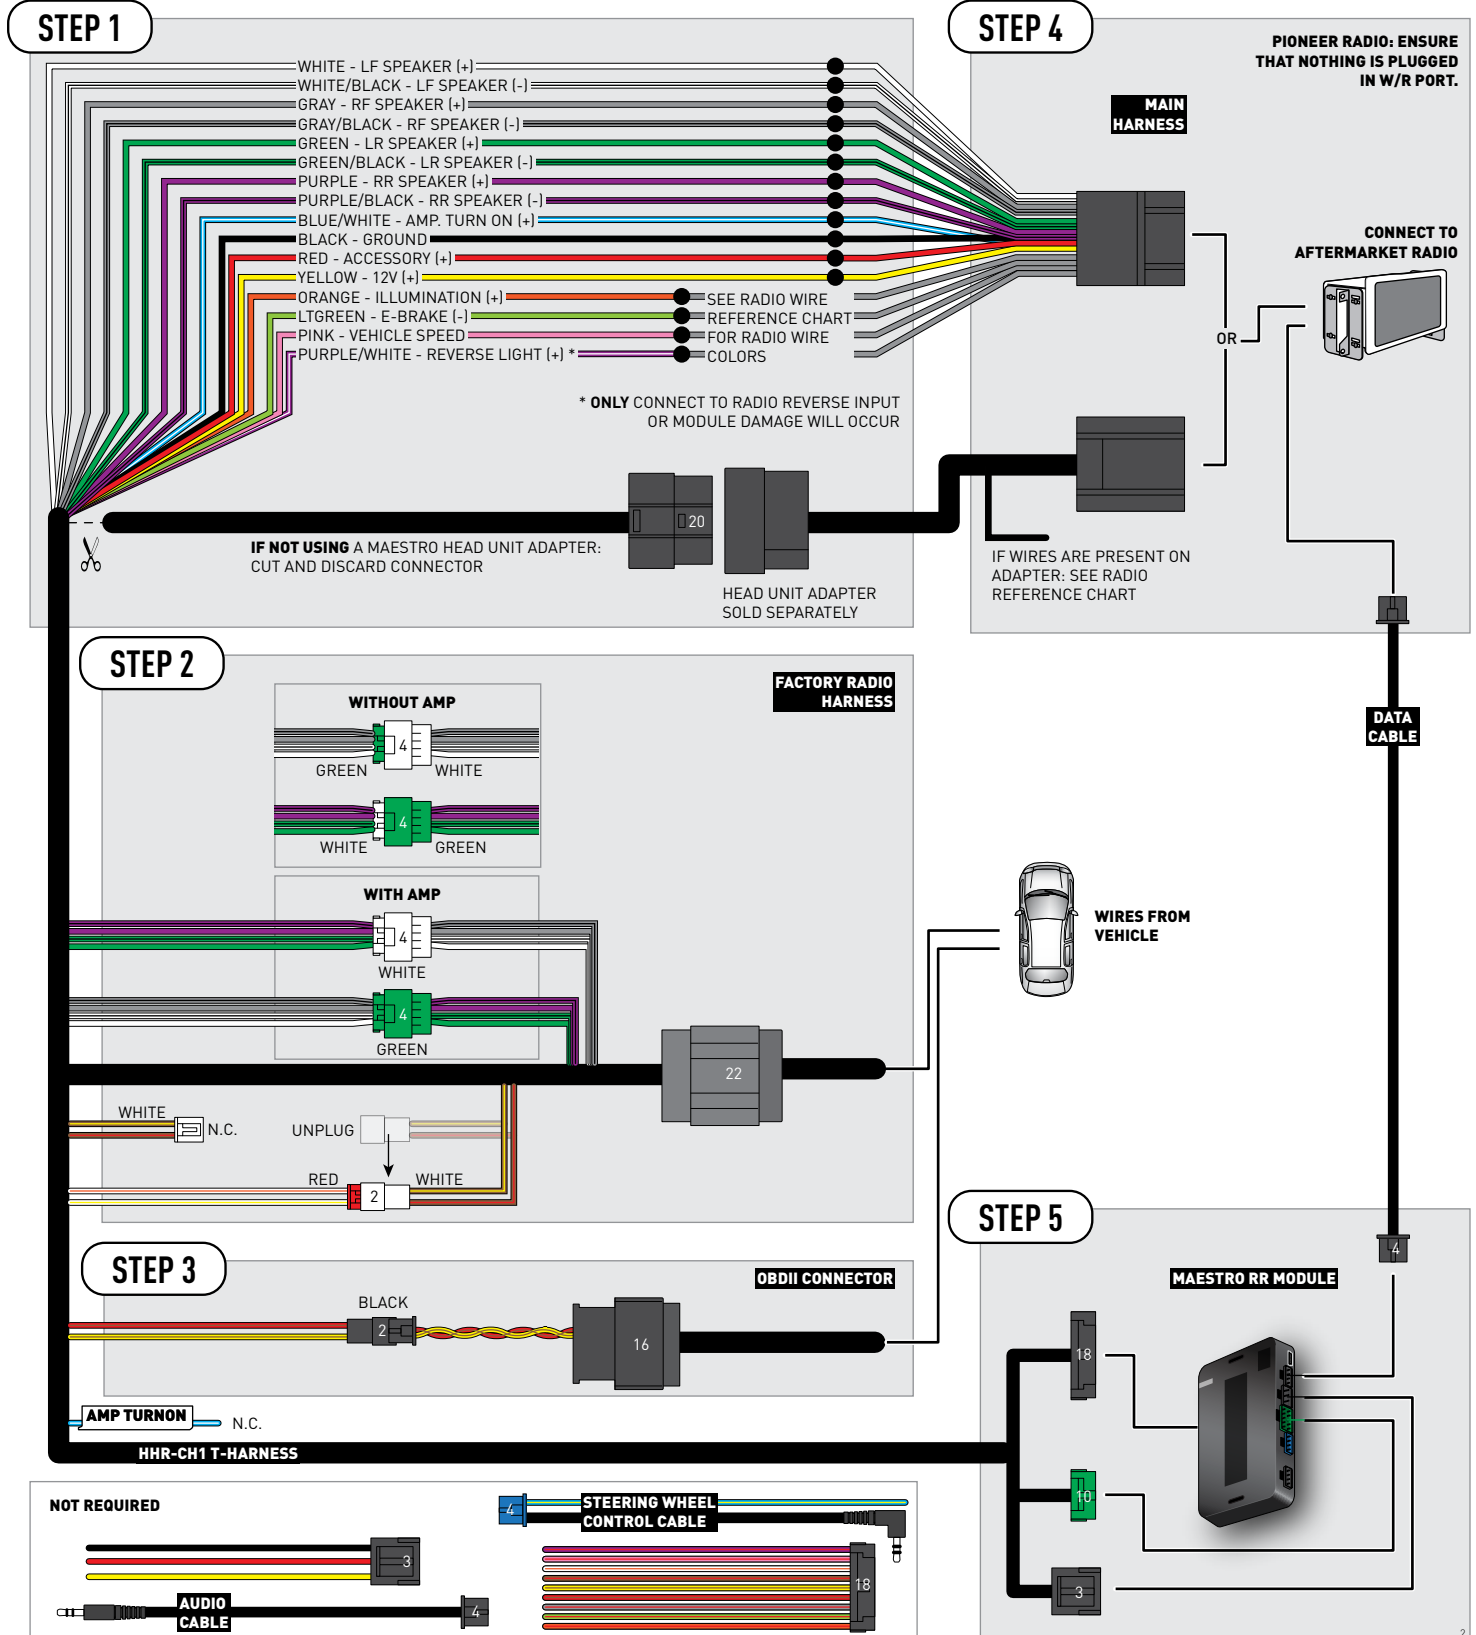 STEP 1
WHITE - LF SPEAKER (+)
WHITE/BLACK - LF SPEAKER (-)
GRAY - RF SPEAKER (+)
GRAY/BLACK - RF SPEAKER (-)
GREEN - LR SPEAKER (+)
GREEN/BLACK - LR SPEAKER (-)
PURPLE - RR SPEAKER (+)
PURPLE/BLACK - RR SPEAKER (-)
BLUE/WHITE - AMP. TURN ON (+)
BLACK - GROUND
RED - ACCESSORY (+)
YELLOW - 12V (+)
ORANGE - ILLUMINATION (+)
LTGREEN - E-BRAKE (-)
PINK - VEHICLE SPEED
PURPLE/WHITE - REVERSE LIGHT (+) *
SEE RADIO WIRE
REFERENCE CHART
FOR RADIO WIRE
COLORS
* ONLY CONNECT TO RADIO REVERSE INPUT
OR MODULE DAMAGE WILL OCCUR
20
IF NOT USING A MAESTRO HEAD UNIT ADAPTER:
CUT AND DISCARD CONNECTOR
HEAD UNIT ADAPTER
SOLD SEPARATELY
STEP 4
PIONEER RADIO: ENSURE
THAT NOTHING IS PLUGGED
IN W/R PORT.
MAIN
HARNESS
CONNECT TO
AFTERMARKET RADIO
OR
IF WIRES ARE PRESENT ON
ADAPTER: SEE RADIO
REFERENCE CHART
DATA
CABLE
4
STEP 2
FACTORY RADIO
HARNESS
WITHOUT AMP
4
GREEN
WHITE
4
WHITE
GREEN
WITH AMP
4
WHITE
4
GREEN
22
WIRES FROM
VEHICLE
WHITE
N.C.
UNPLUG
RED
WHITE
2
STEP 3
OBDII CONNECTOR
BLACK
2
16
AMP TURNON
N.C.
HHR-CH1 T-HARNESS
STEP 5
MAESTRO RR MODULE
18
10
3
NOT REQUIRED
3
AUDIO
CABLE
4
4
STEERING WHEEL
CONTROL CABLE
18
2